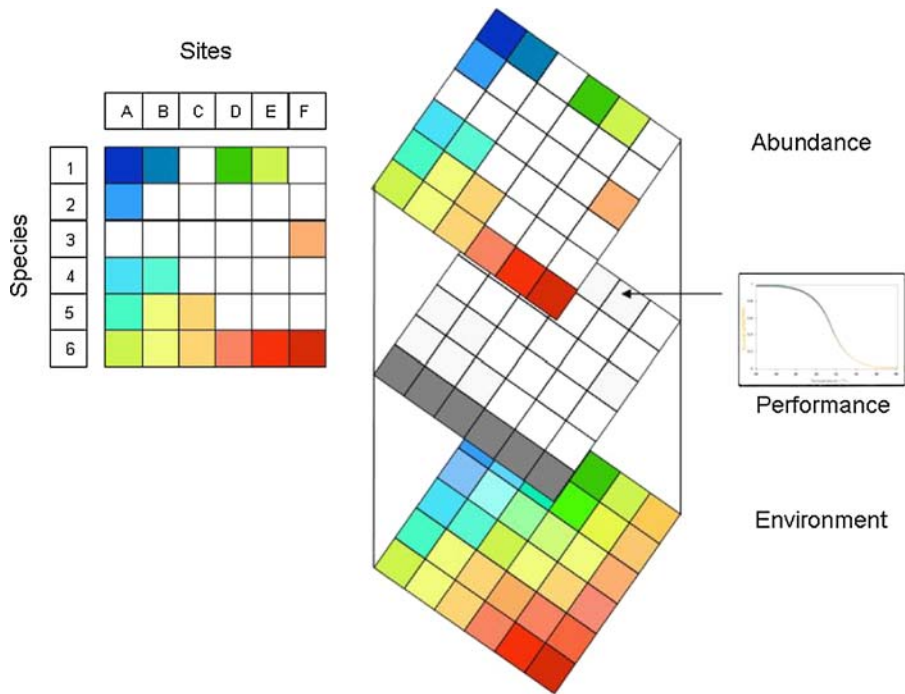 Sites
A B C D E F
Species
1
2
3
4
5
6
Abundance
Performance
Environment